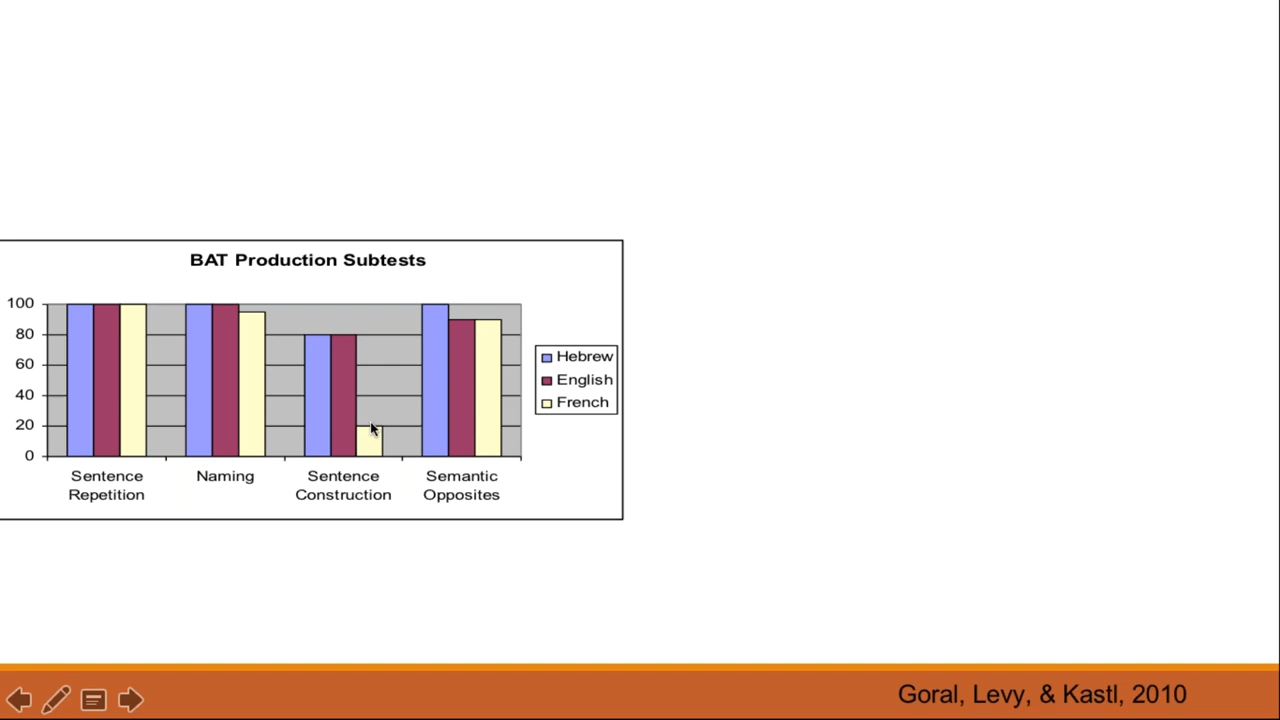 BAT Production Subtests
100
80
60
40
20
0
Sentence
Repetition
Naming
Sentence
Construction
Semantic
Opposites
Hebrew
English
French
Goral, Levy, & Kastl, 2010